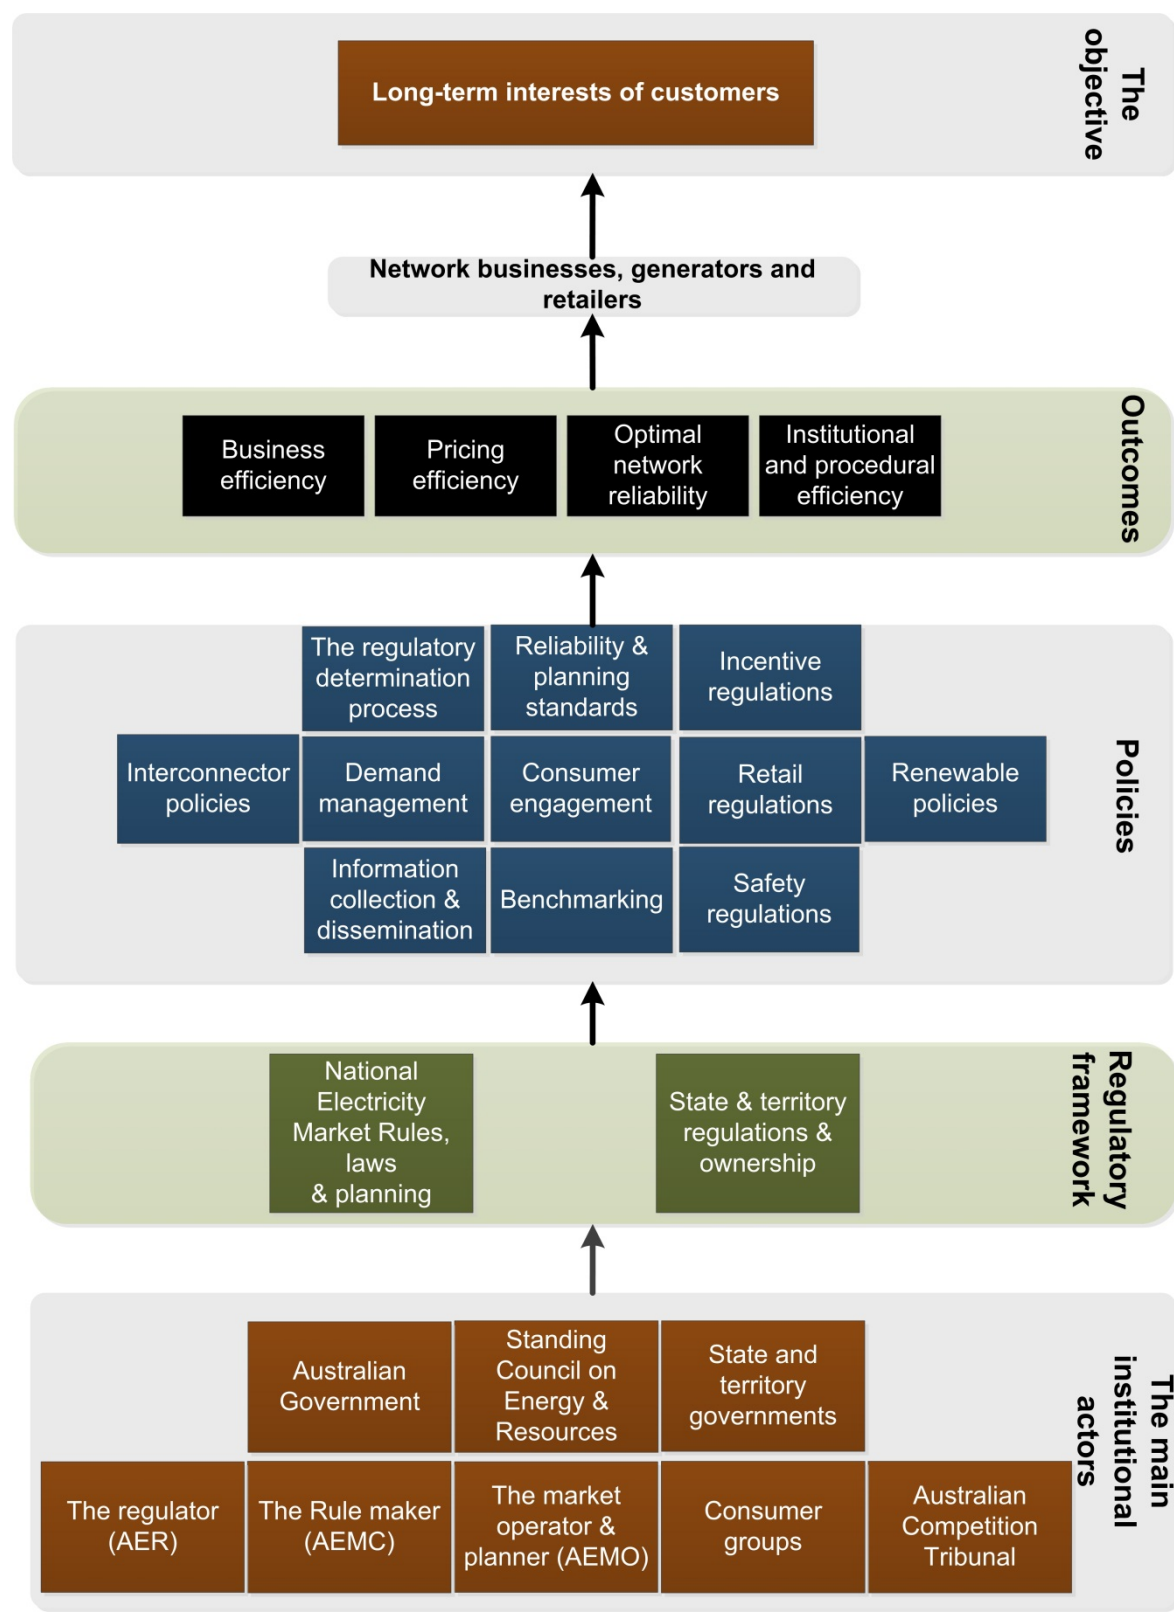 Long-term interests of customers
The
objective
Network businesses, generators and
retailers
Business
efficiency
Pricing
efficiency
Optimal
network
reliability
Institutional
and procedural
efficiency
Outcomes
The regulatory
determination
process
Reliability &
planning
standards
Incentive
regulations
Interconnector
policies
Demand
management
Consumer
engagement
Retail
regulations
Renewable
policies
Information
collection &
dissemination
Benchmarking
Safety
regulations
Policies
National
Electricity
Market Rules,
laws
& planning
State & territory
regulations &
ownership
Regulatory
framework
Australian
Government
Standing
Council on
Energy &
Resources
State and
territory
governments
The regulator
(AER)
The Rule maker
(AEMC)
The market
operator &
planner (AEMO)
Consumer
groups
Australian
Competition
Tribunal
The main
institutional
actors